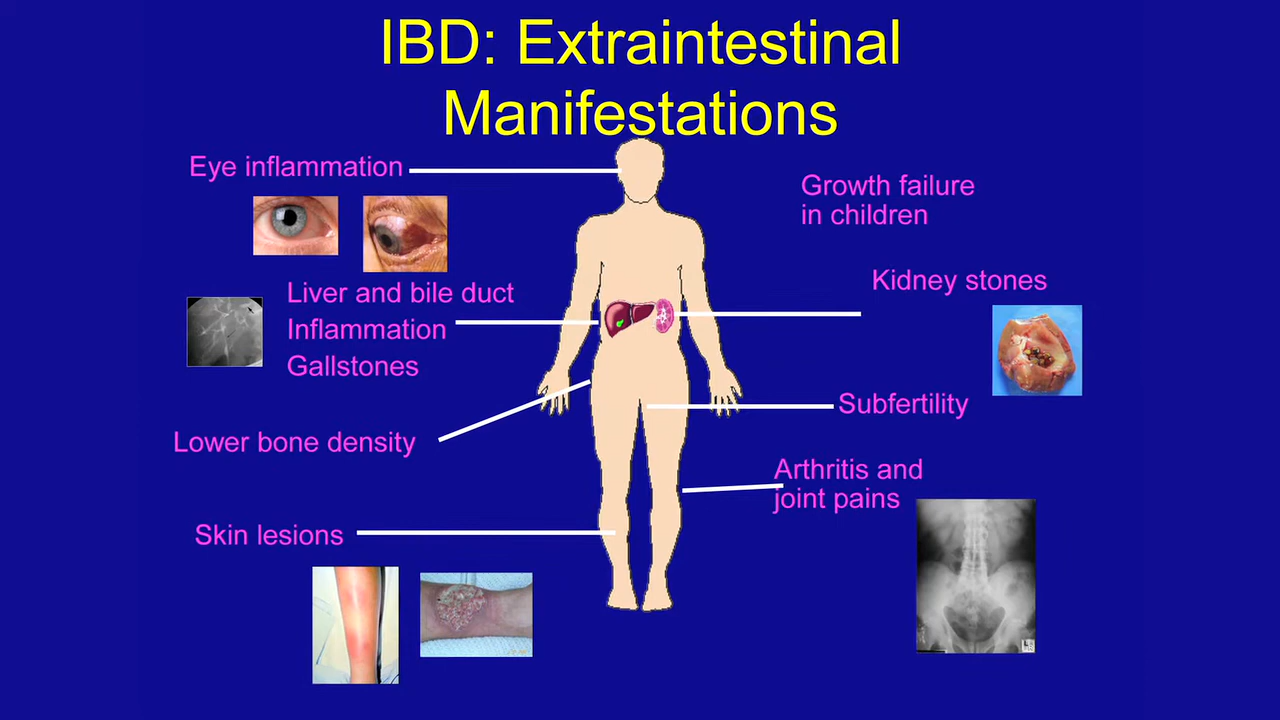 IBD: Extraintestinal
Manifestations
Eye inflammation
Growth failure
in children
Kidney stones
Liver and bile duct
Inflammation
Gallstones
Subfertility
Lower bone density
Arthritis and
joint pains
Skin lesions